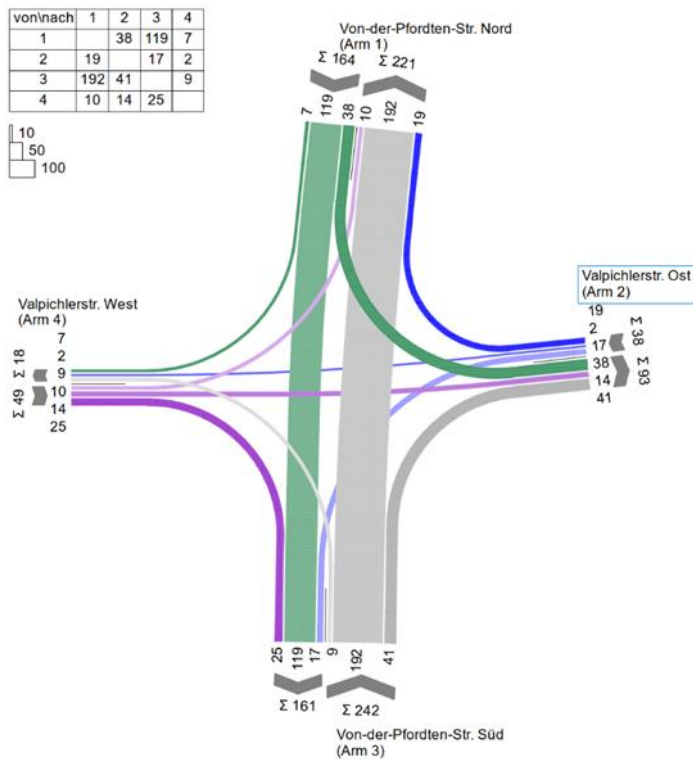 von\nach 1 2 3 4
1 38 119 7
2 19 17 2
3 192 41 9
4 10 14 25
10
50
100
Von-der-Pfordten-Str. Nord
(Arm 1)
Σ 164 Σ 221
7 119 38 10 192 19
Valpichlerstr. Ost
(Arm 2)
19
2
17
38
14
41
Σ 38
Σ 93
Valpichlerstr. West
(Arm 4)
7
2
9
10
14
25
Σ 18
Σ 49
25 119 17 9 192 41
Σ 161 Σ 242
Von-der-Pfordten-Str. Süd
(Arm 3)